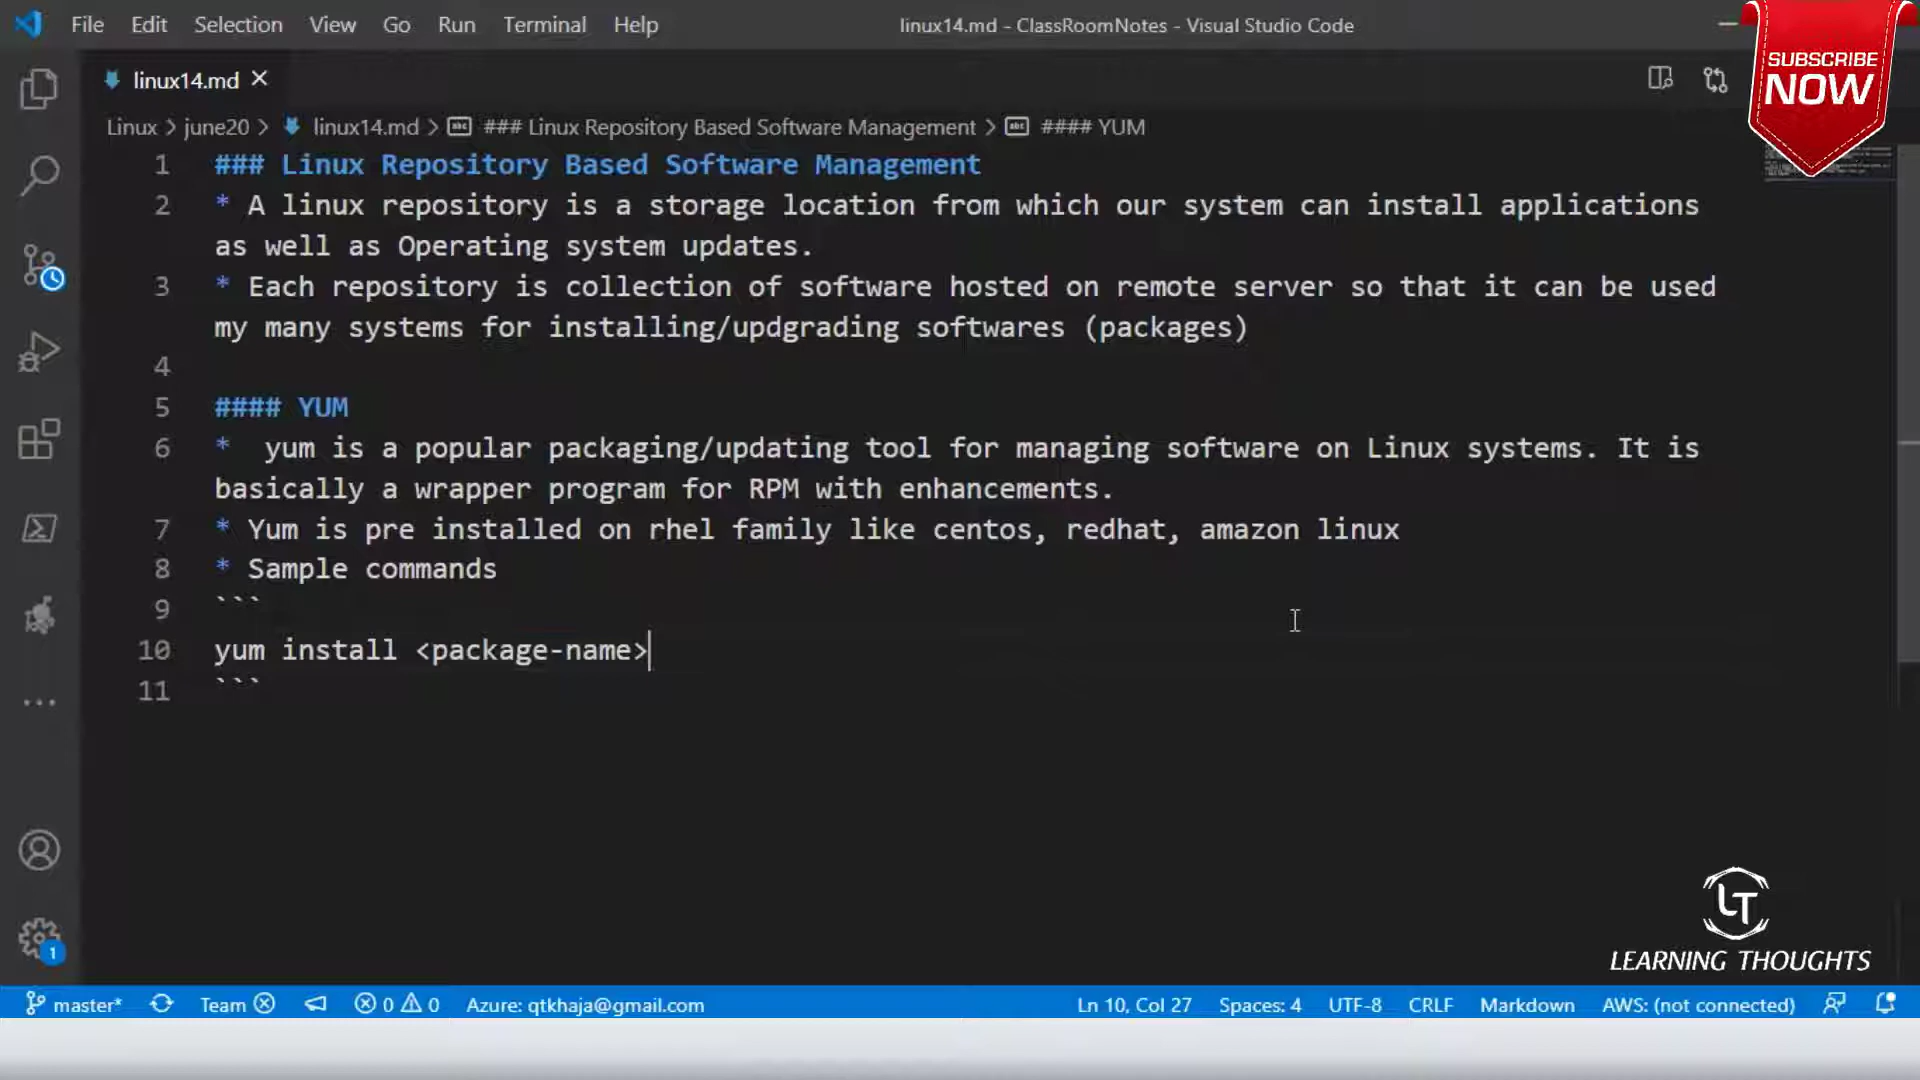 File Edit Selection View Go Run Terminal Help linux14.md - ClassRoomNotes - Visual Studio Code
SUBSCRIBE
NOW
linux14.md
Linux > june20 > linux14.md > ### Linux Repository Based Software Management > #### YUM
1 ### Linux Repository Based Software Management
2 * A linux repository is a storage location from which our system can install applications
as well as Operating system updates.
3 * Each repository is collection of software hosted on remote server so that it can be used
my many systems for installing/updgrading softwares (packages)
4
5 #### YUM
6 *  yum is a popular packaging/updating tool for managing software on Linux systems. It is
basically a wrapper program for RPM with enhancements.
7 * Yum is pre installed on rhel family like centos, redhat, amazon linux
8 * Sample commands
9 ```
10 yum install <package-name>
11 ```
1
LT
LEARNING THOUGHTS
master* Team 0 0 Azure: qtkhaja@gmail.com Ln 10, Col 27 Spaces: 4 UTF-8 CRLF Markdown AWS: (not connected)